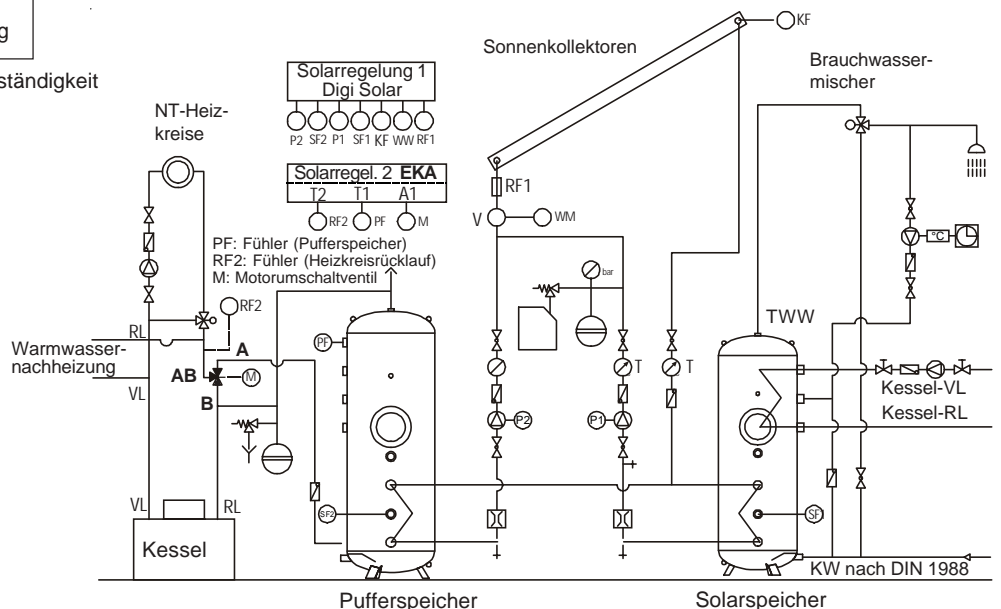 g
ständigkeit
Solarregelung 1
Digi Solar
P2 SF2 P1 SF1 KF WW RF1
Solarregel. 2 EKA
T2 T1 A1
RF2 PF M
PF: Fühler (Pufferspeicher)
RF2: Fühler (Heizkreisrücklauf)
M: Motorumschaltventil
NT-Heiz-
kreise
Sonnenkollektoren
KF
Brauchwasser-
mischer
RF1
V
WM
bar
°C
RF2
RL
A
Warmwasser-
nachheizung
AB
M
VL
B
PF
T
T
TWW
P2
P1
Kessel-VL
Kessel-RL
VL
RL
SF2
SF1
Kessel
KW nach DIN 1988
Pufferspeicher
Solarspeicher